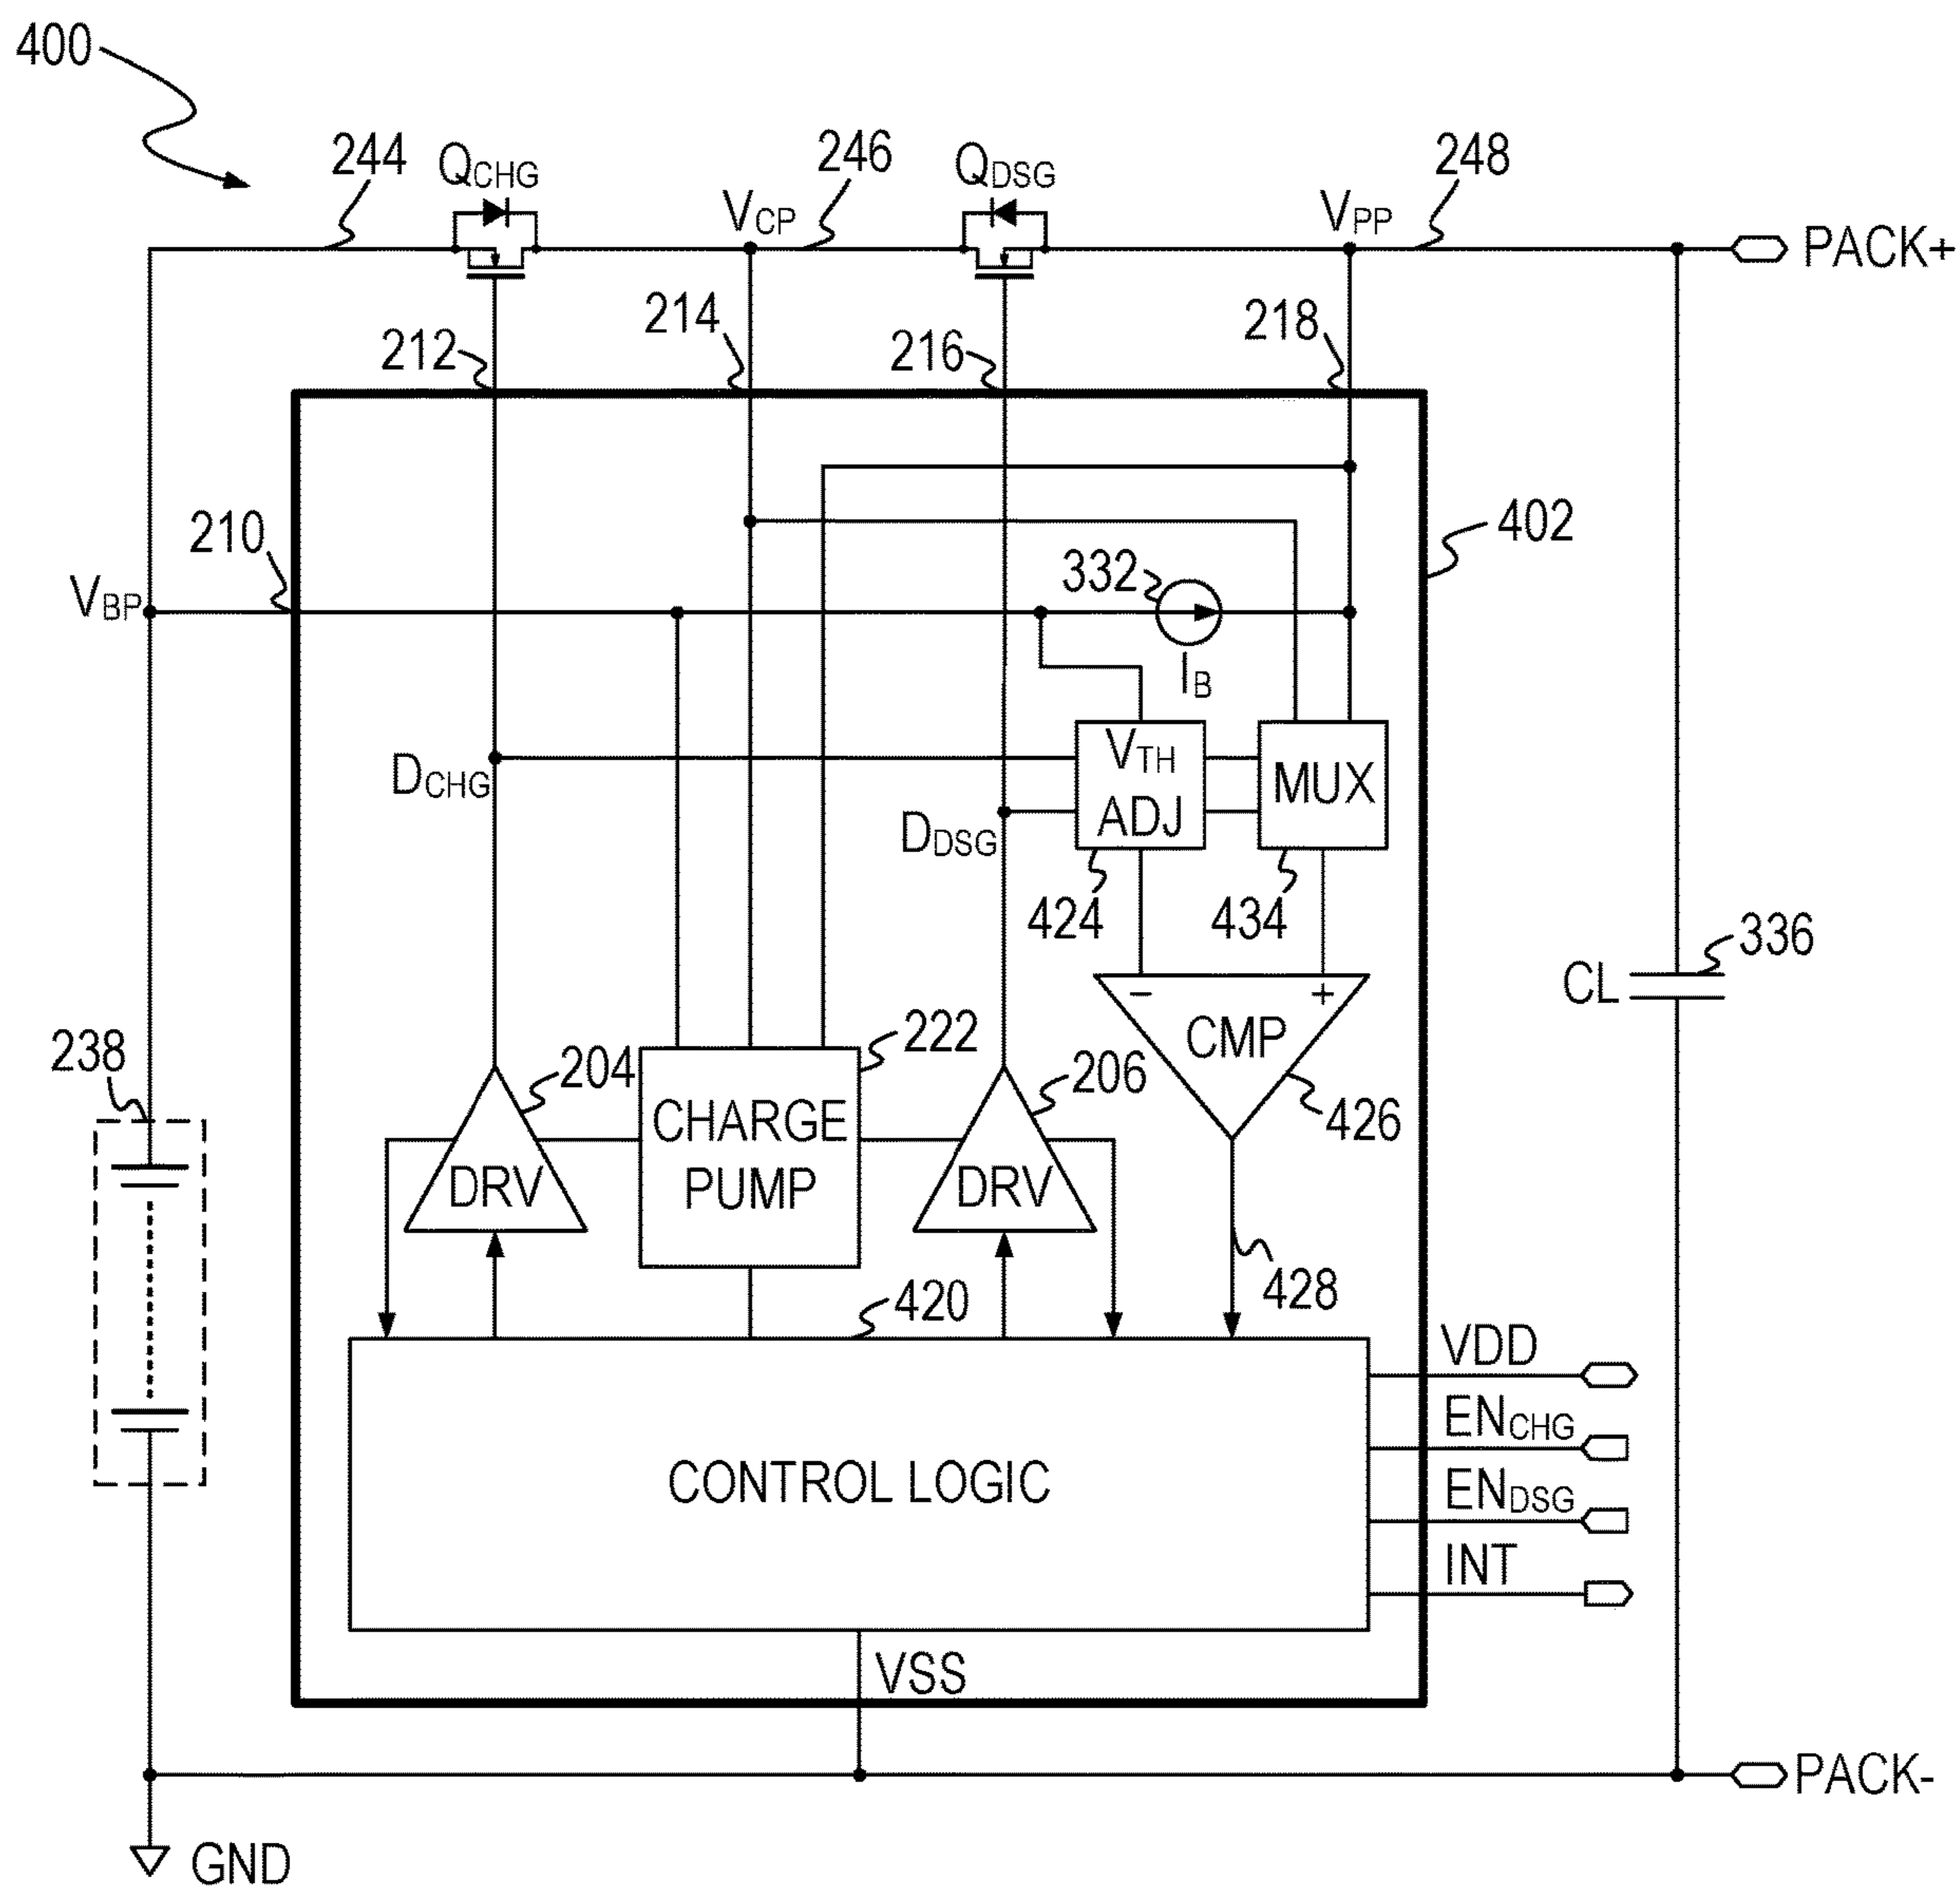 400
244
QCHG
246
QDSG
248
VCP
VPP
PACK+
212
214
216
218
210
402
VBP
332
IB
DCHG
VTH
ADJ
MUX
DDSG
424
434
CL
336
238
204
222
206
- +
CMP
426
CHARGE
PUMP
DRV
DRV
428
420
VDD
ENCHG
ENDSG
INT
CONTROL LOGIC
VSS
PACK-
GND